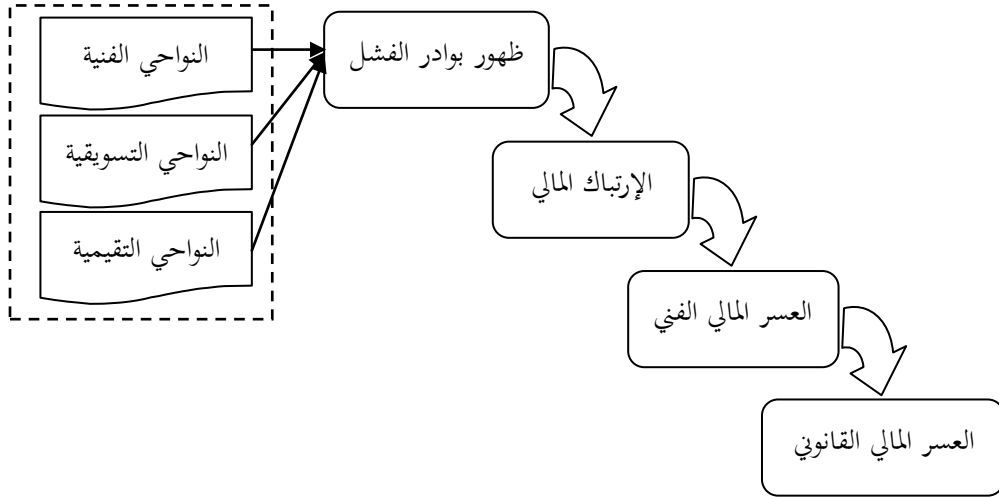 النواحي الفنية
النواحي التسويقية
النواحي التقيمية
ظهور بوادر الفشل
الإرتباك المالي
العسر المالي الفني
العسر المالي القانوني